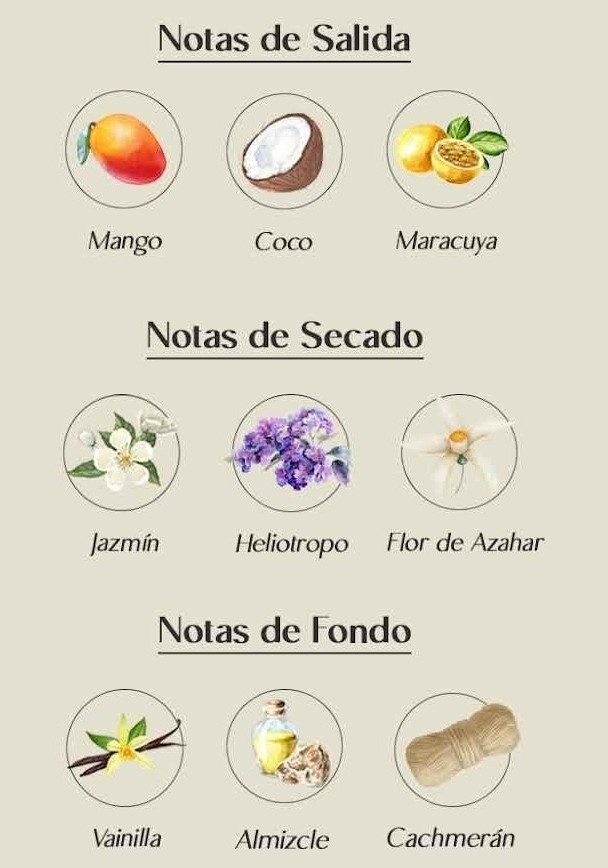 Notas de Salida
Mango Coco Maracuya
Notas de Secado
Jazmín Heliotropo Flor de Azahar
Notas de Fondo
Vainilla Almizcle Cachmerán